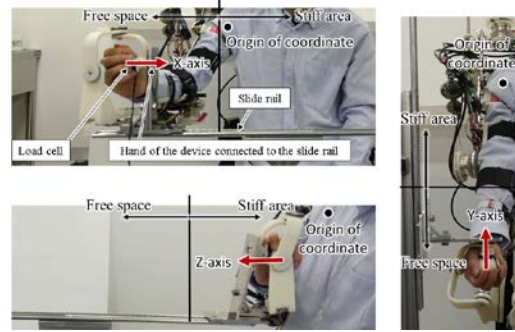 Free space
Stiff area
Origin of coordinate
X-axis
Slide rail
Load cell
Hand of the device connected to the slide rail
Free space
Stiff area
Origin of
coordinate
Z-axis
Origin of
coordinate
Stiff area
Y-axis
Free space